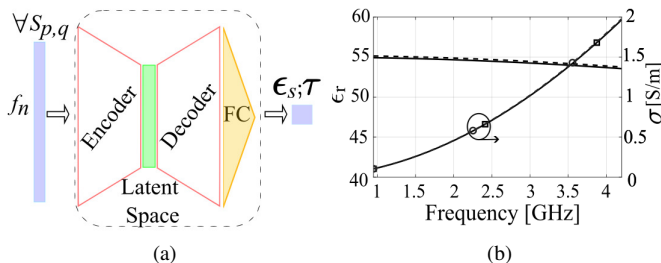 ∀S_{p,q}
f_n
Encoder
Latent
Space
Decoder
FC
ϵ_s;τ
(a)
60
55
50
45
40
ϵ_r
2
1.5
1
0.5
0
σ[S/m]
1 1.5 2 2.5 3 3.5 4
Frequency [GHz]
(b)